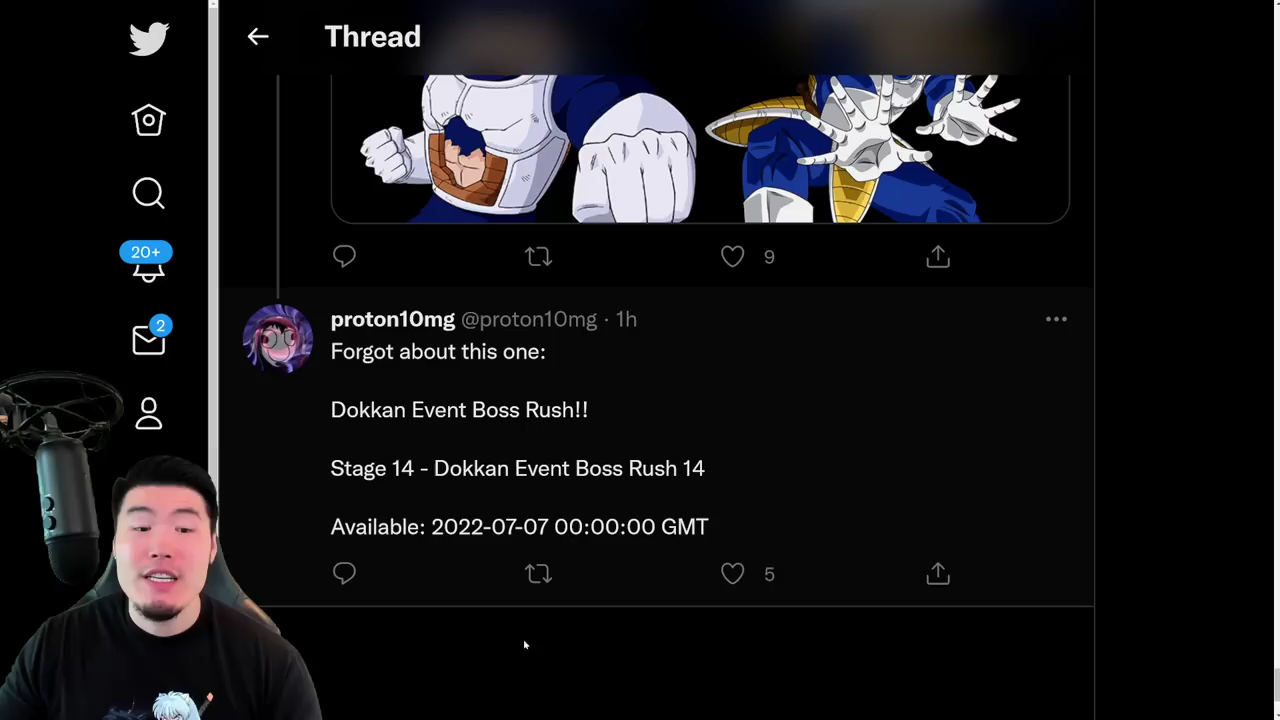 Thread
20+
9
2
proton10mg @proton10mg · 1h
Forgot about this one:
Dokkan Event Boss Rush!!
Stage 14 - Dokkan Event Boss Rush 14
Available: 2022-07-07 00:00:00 GMT
5